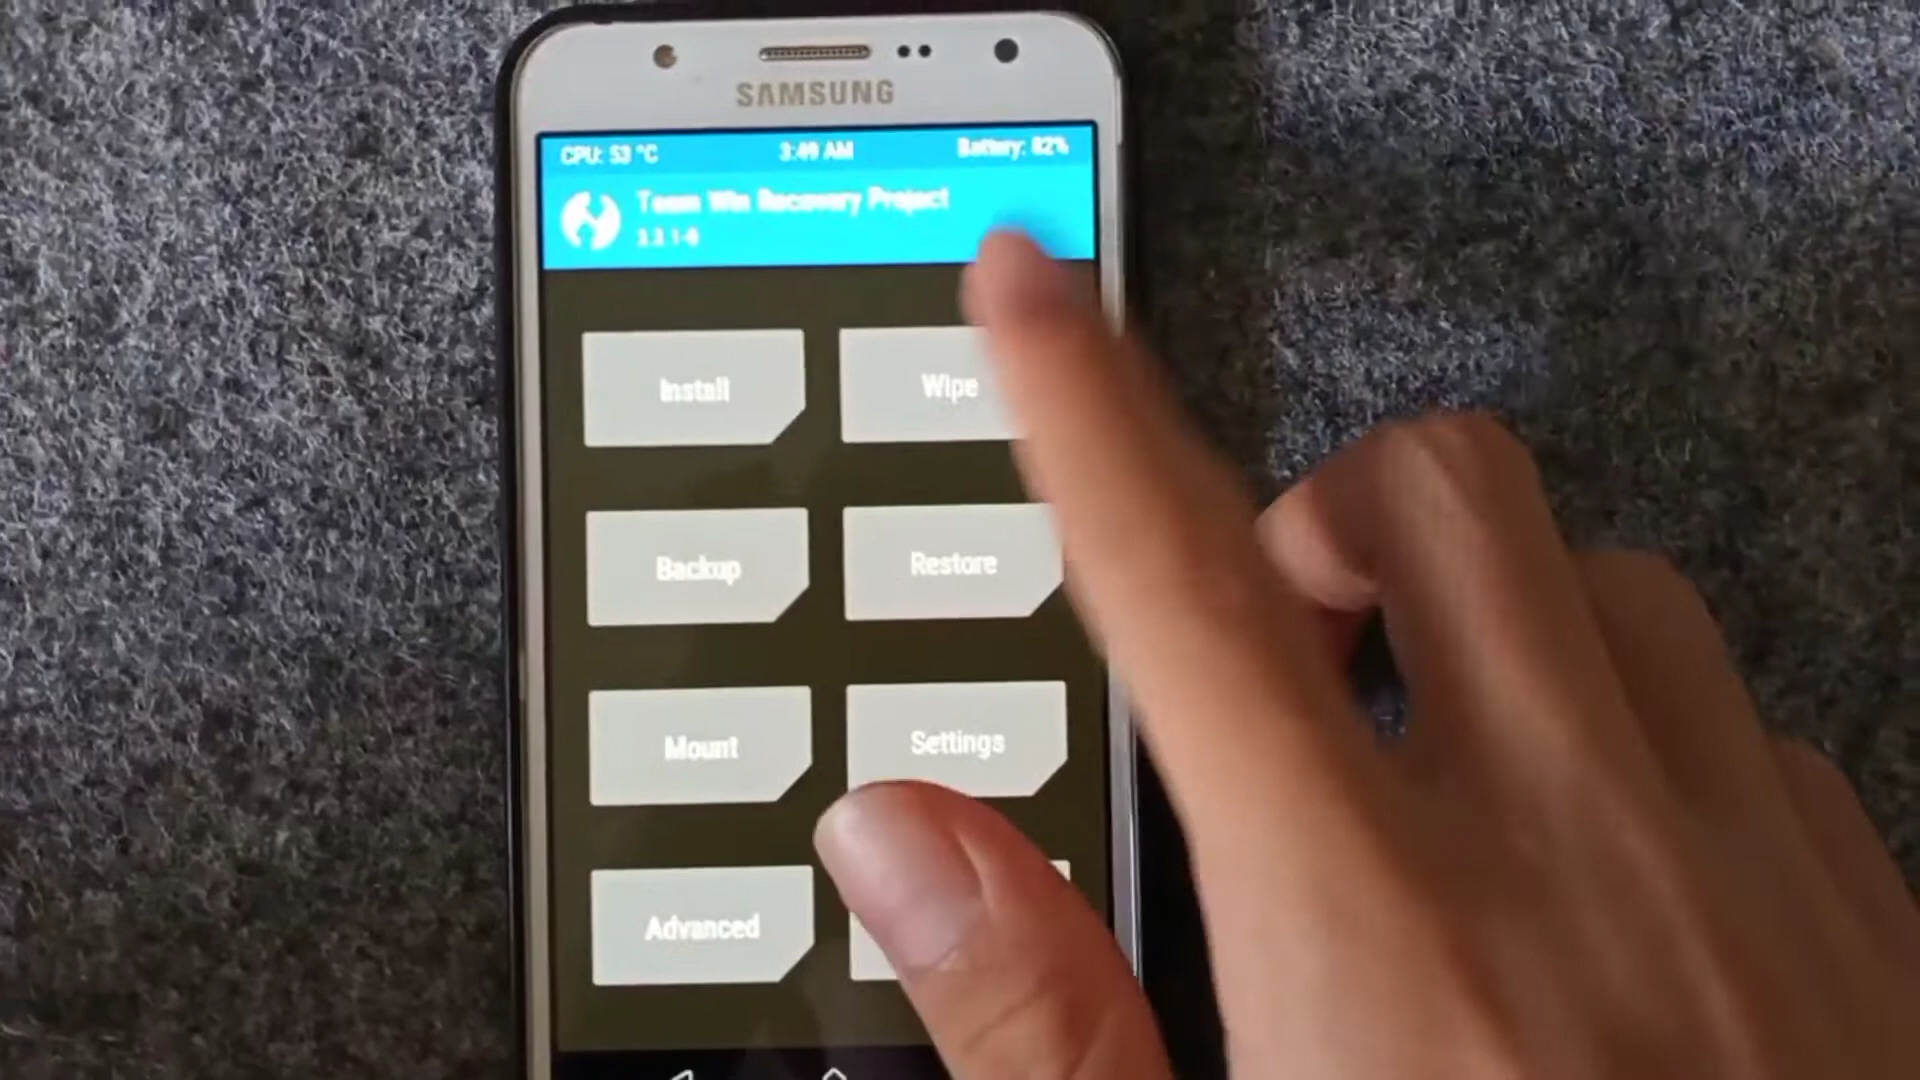 SAMSUNG
CPU: 53 °C 3:49 AM Battery: 82%
Team Win Recovery Project
Install Wipe
Backup Restore
Mount Settings
Advanced